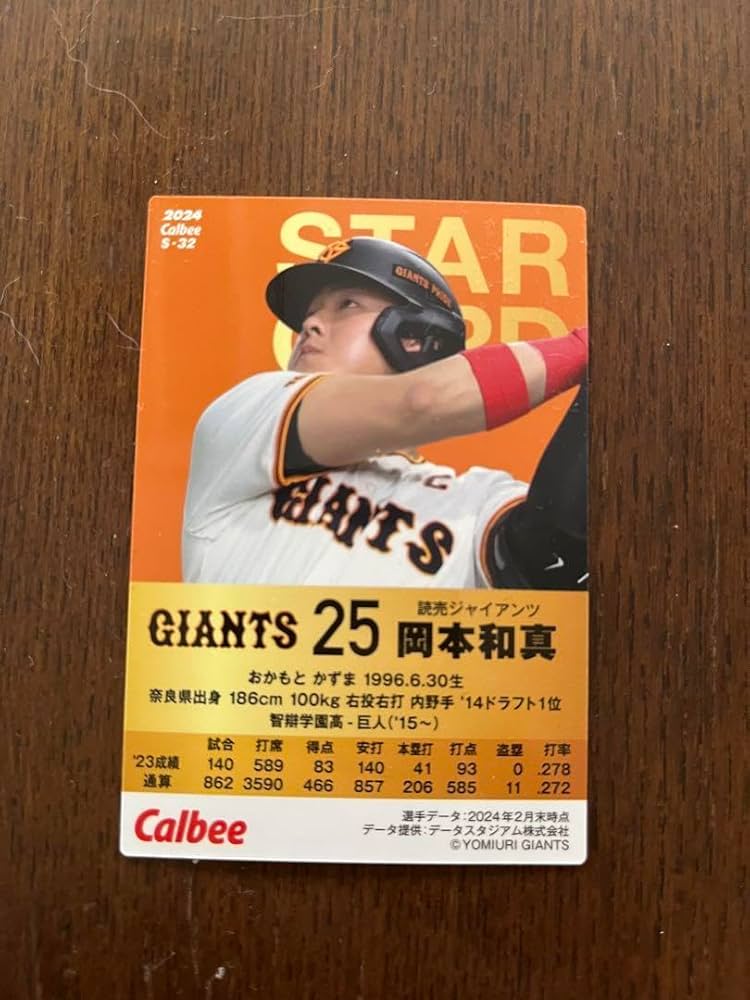 2024
Calbee
S-32
STAR
CARD
GIANTS PRIDE
GIANTS
GIANTS 25 読売ジャイアンツ
岡本和真
おかもと かずま 1996.6.30生
奈良県出身 186cm 100kg 右投右打 内野手 '14ドラフト1位
智辯学園高-巨人('15~)
試合 打席 得点 安打 本塁打 打点 盗塁 打率
'23成績 140 589 83 140 41 93 0 .278
通算 862 3590 466 857 206 585 11 .272
Calbee
選手データ:2024年2月末時点
データ提供:データスタジアム株式会社
©YOMIURI GIANTS